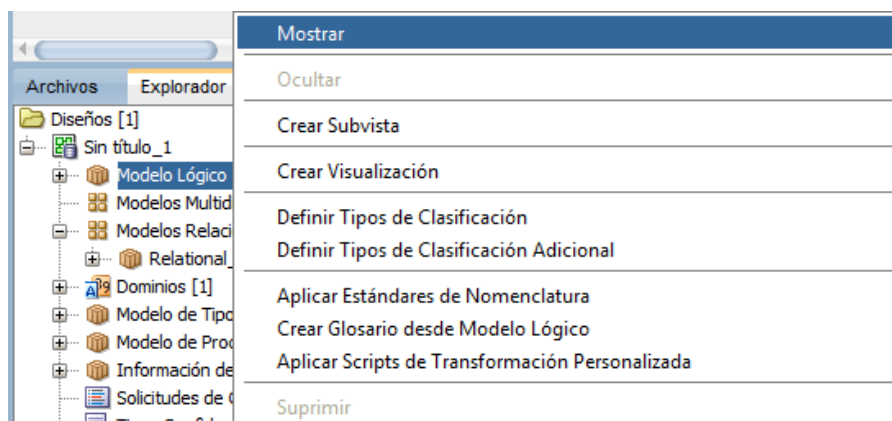 Archivos Explorador
Diseños [1]
Sin título_1
Modelo Lógico
Modelos Multid
Modelos Relaci
Relational_
Dominios [1]
Modelo de Tipo
Modelo de Proc
Información de
Solicitudes de
Mostrar
Ocultar
Crear Subvista
Crear Visualización
Definir Tipos de Clasificación
Definir Tipos de Clasificación Adicional
Aplicar Estándares de Nomenclatura
Crear Glosario desde Modelo Lógico
Aplicar Scripts de Transformación Personalizada
Suprimir